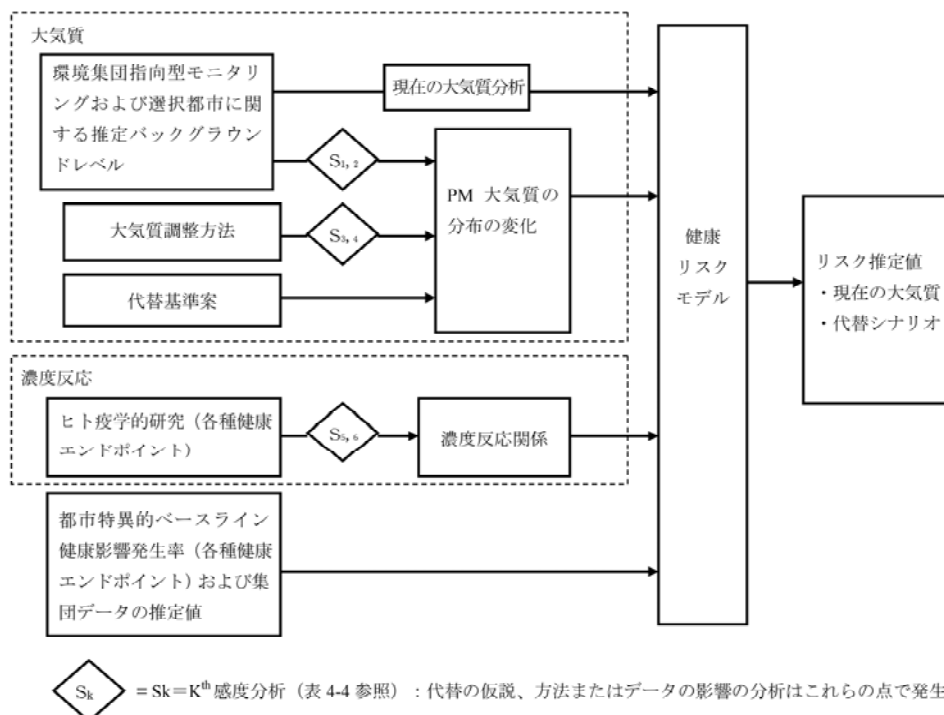 大気質
環境集団指向型モニタリ
ングおよび選択都市に関
する推定バックグラウン
ドレベル
現在の大気質分析
S1, 2
大気質調整方法
S3, 4
代替基準案
PM 大気質の
分布の変化
濃度反応
ヒト疫学的研究（各種健康
エンドポイント）
S5, 6
濃度反応関係
都市特異的ベースライン
健康影響発生率（各種健康
エンドポイント）および集
団データの推定値
健康
リスク
モデル
リスク推定値
・現在の大気質
・代替シナリオ
Sk
= Sk＝Kth 感度分析（表 4-4 参照）：代替の仮説、方法またはデータの影響の分析はこれらの点で発生